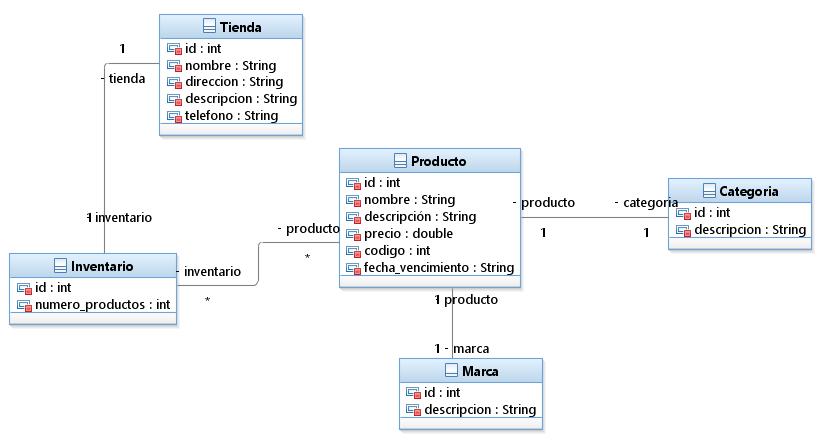 Tienda
id : int
nombre : String
direccion : String
descripcion : String
telefono : String
1
- tienda
1
- inventario
Inventario
id : int
numero_productos : int
- inventario
*
- producto
*
Producto
id : int
nombre : String
descripción : String
precio : double
codigo : int
fecha_vencimiento : String
- producto
1
- categoria
1
Categoria
id : int
descripcion : String
1
- producto
1
- marca
Marca
id : int
descripcion : String